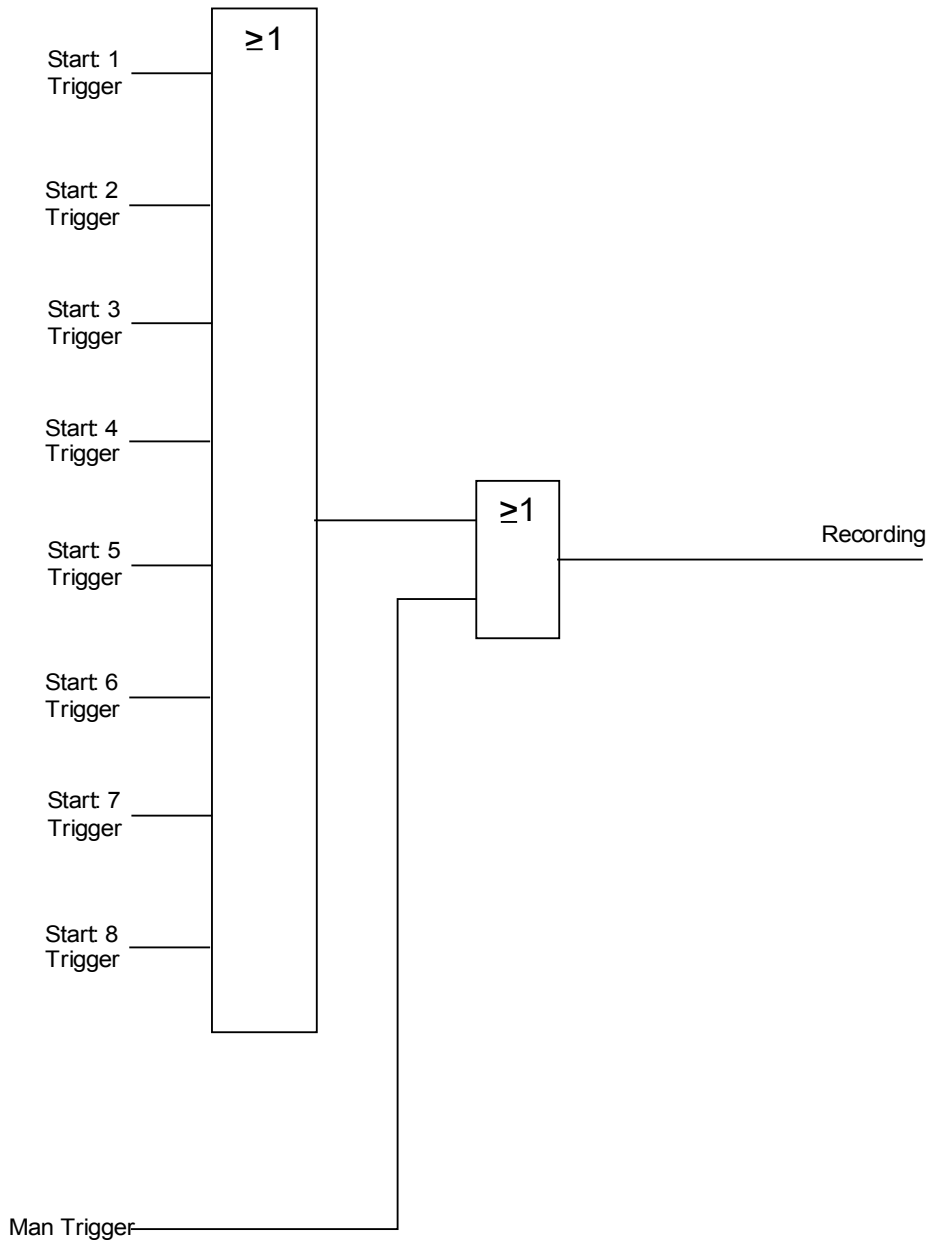 ≥1
Start: 1
Trigger
Start: 2
Trigger
Start: 3
Trigger
Start: 4
Trigger
≥1
Recording
Start: 5
Trigger
Start: 6
Trigger
Start: 7
Trigger
Start: 8
Trigger
Man Trigger